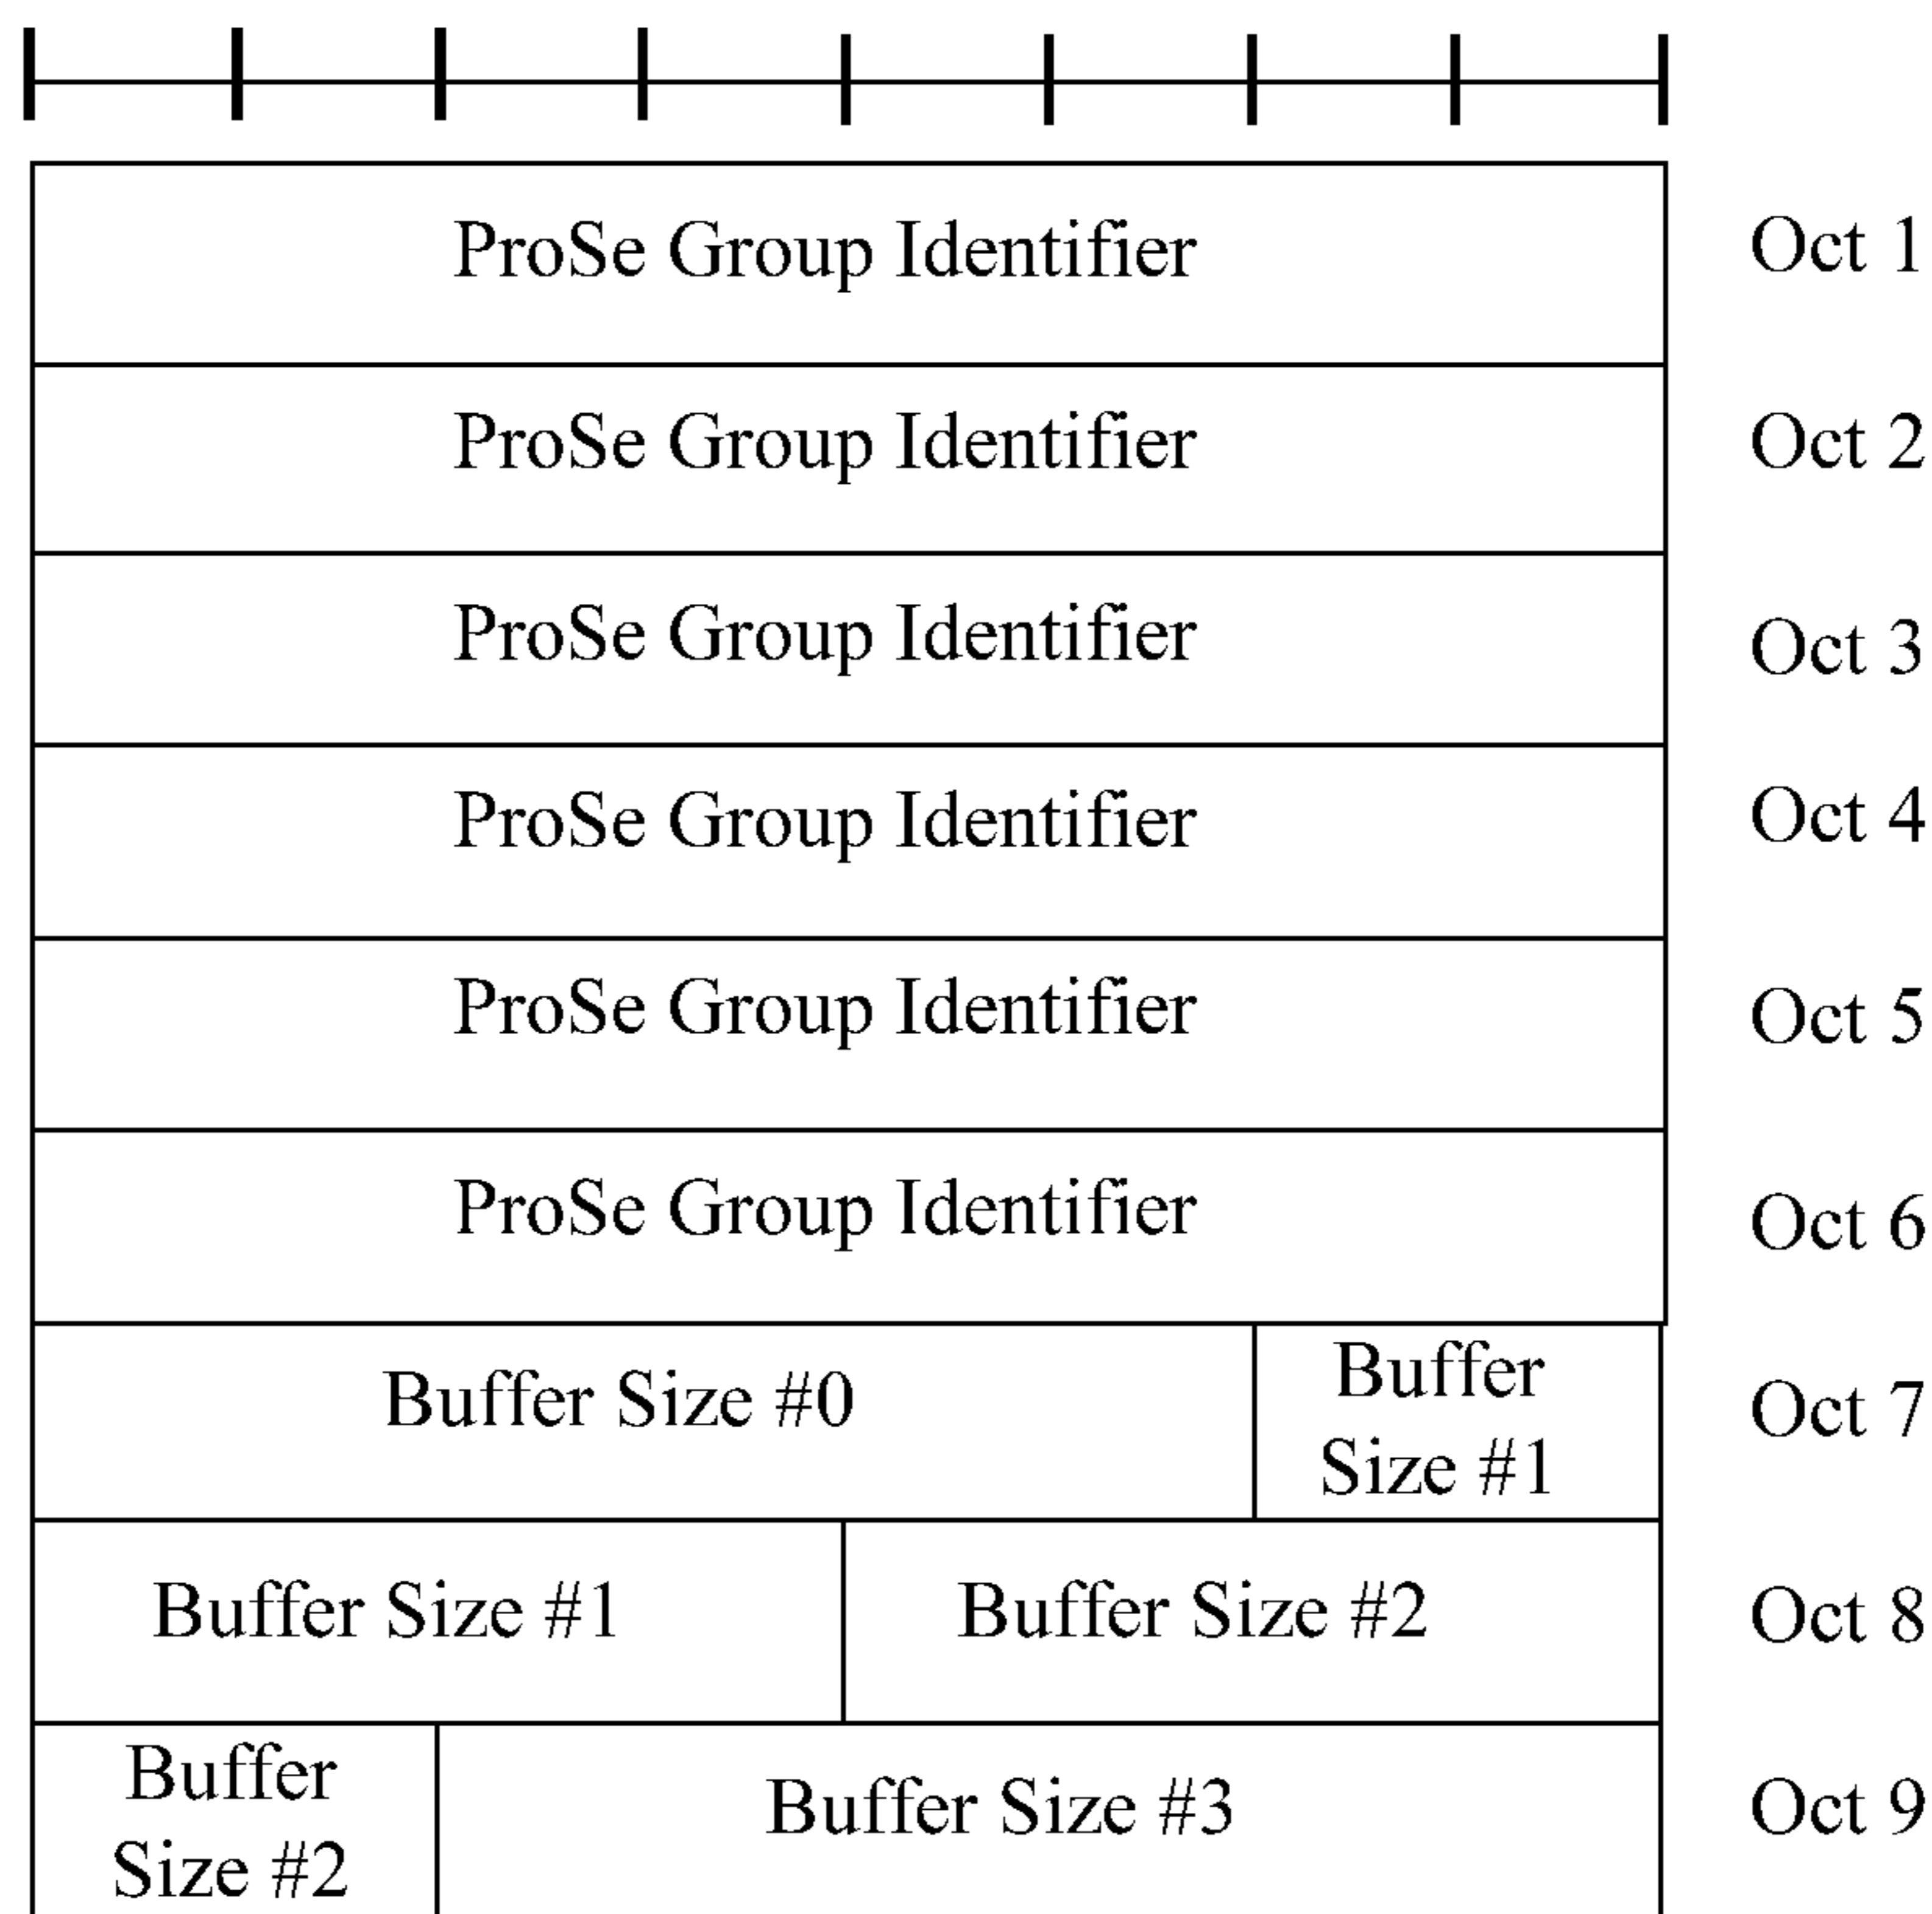 ProSe Group Identifier Oct 1
ProSe Group Identifier Oct 2
ProSe Group Identifier Oct 3
ProSe Group Identifier Oct 4
ProSe Group Identifier Oct 5
ProSe Group Identifier Oct 6
Buffer Size #0 Buffer Size #1 Oct 7
Buffer Size #1 Buffer Size #2 Oct 8
Buffer Size #2 Buffer Size #3 Oct 9